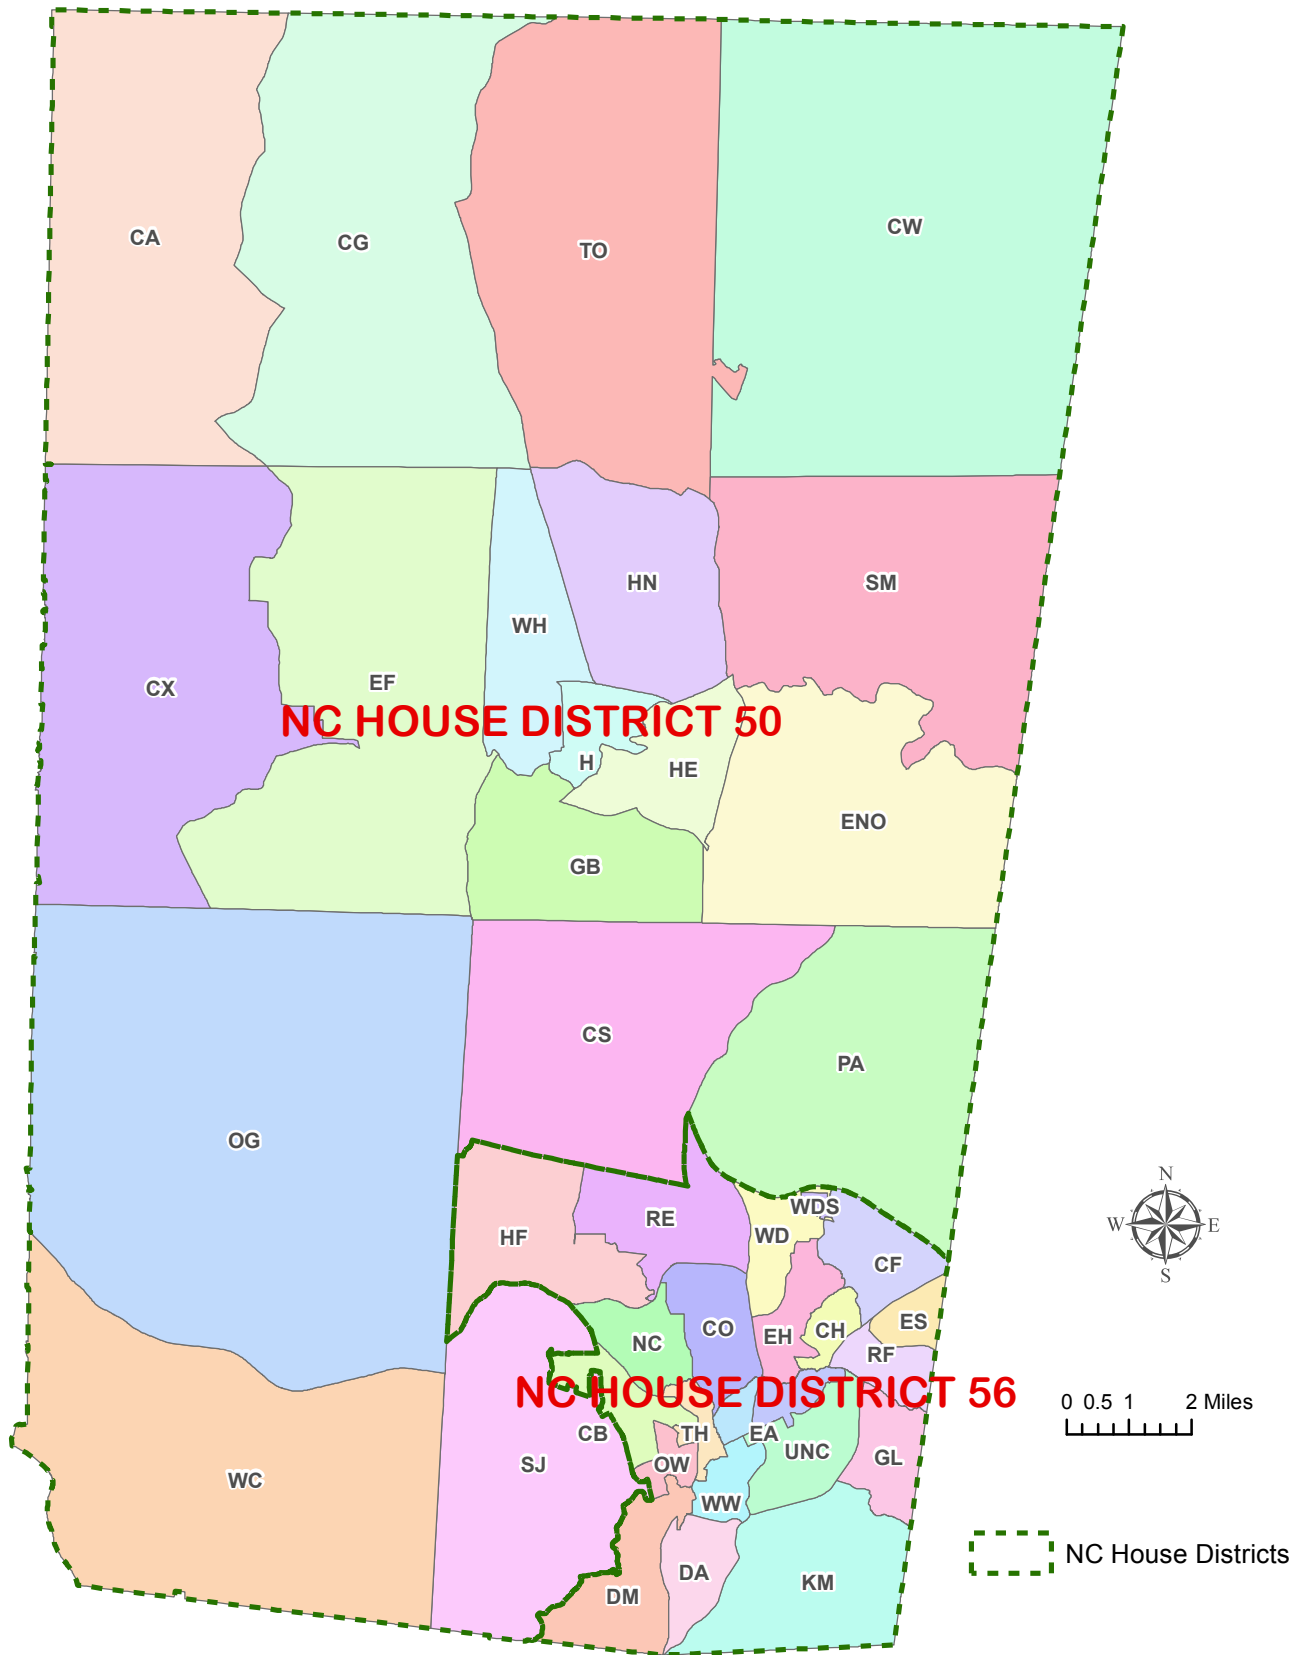 CA
CG
TO
CW
CX
EF
WH
HN
SM
NC HOUSE DISTRICT 50
H
HE
ENO
GB
CS
PA
OG
HF
RE
WD
WDS
CF
N
W E
S
NC
CO
EH
CH
ES
RF
NC HOUSE DISTRICT 56
0 0.5 1 2 Miles
CB
TH
EA
UNC
GL
SJ
OW
WW
WC
DM
DA
KM
NC House Districts